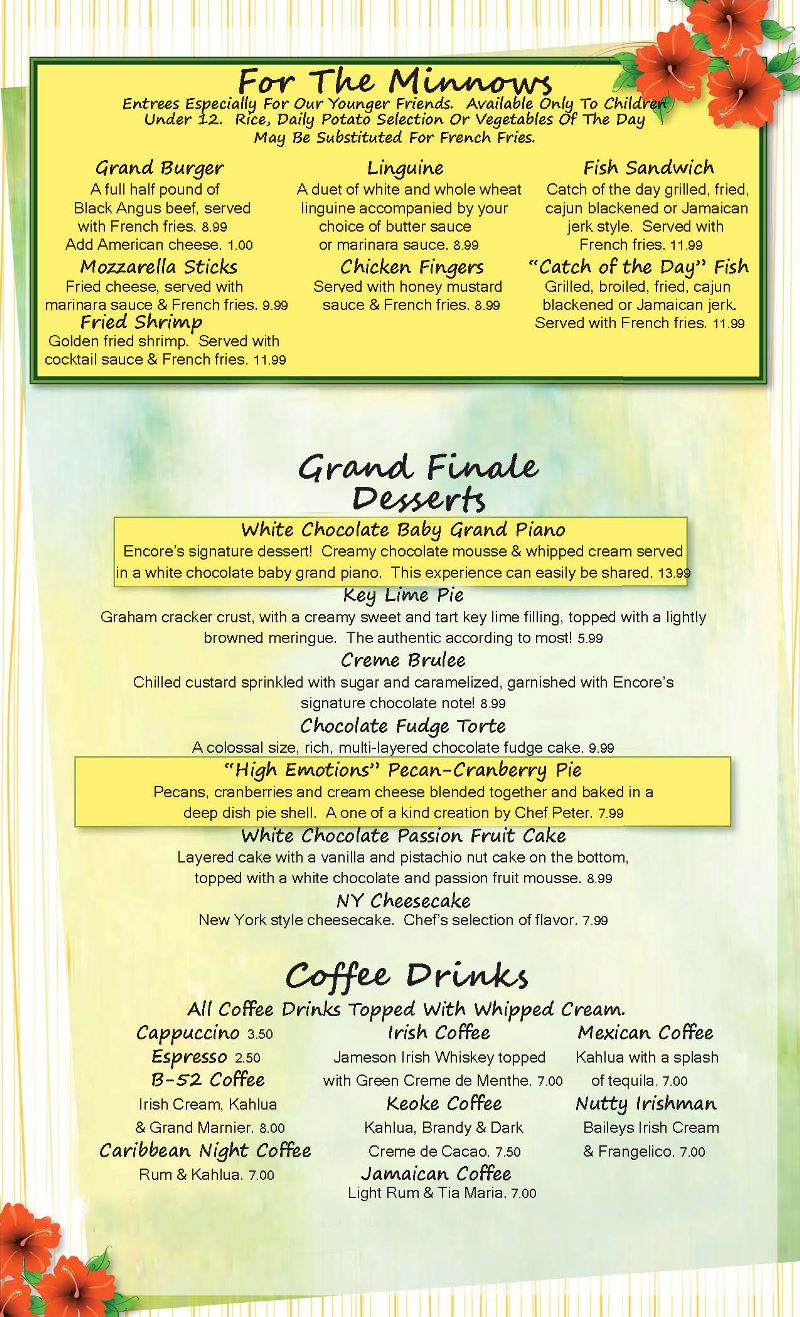 For The Minnows
Entrees Especially For Our Younger Friends. Available Only To Children
Under 12. Rice, Daily Potato Selection Or Vegetables Of The Day
May Be Substituted For French Fries.
Grand Burger
A full half pound of
Black Angus beef, served
with French fries. 8.99
Add American cheese. 1.00
Mozzarella Sticks
Fried cheese, served with
marinara sauce & French fries. 9.99
Fried Shrimp
Golden fried shrimp. Served with
cocktail sauce & French fries. 11.99
Linguine
A duet of white and whole wheat
linguine accompanied by your
choice of butter sauce
or marinara sauce. 8.99
Chicken Fingers
Served with honey mustard
sauce & French fries. 8.99
Fish Sandwich
Catch of the day grilled, fried,
cajun blackened or Jamaican
jerk style. Served with
French fries. 11.99
"Catch of the Day" Fish
Grilled, broiled, fried, cajun
blackened or Jamaican jerk.
Served with French fries. 11.99
Grand Finale
Desserts
White Chocolate Baby Grand Piano
Encore's signature dessert! Creamy chocolate mousse & whipped cream served
in a white chocolate baby grand piano. This experience can easily be shared. 13.99
Key Lime Pie
Graham cracker crust, with a creamy sweet and tart key lime filling, topped with a lightly
browned meringue. The authentic according to most! 5.99
Creme Brulee
Chilled custard sprinkled with sugar and caramelized, garnished with Encore's
signature chocolate note! 8.99
Chocolate Fudge Torte
A colossal size, rich, multi-layered chocolate fudge cake. 9.99
"High Emotions" Pecan-Cranberry Pie
Pecans, cranberries and cream cheese blended together and baked in a
deep dish pie shell. A one of a kind creation by Chef Peter. 7.99
White Chocolate Passion Fruit Cake
Layered cake with a vanilla and pistachio nut cake on the bottom,
topped with a white chocolate and passion fruit mousse. 8.99
NY Cheesecake
New York style cheesecake. Chef's selection of flavor. 7.99
Coffee Drinks
All Coffee Drinks Topped With Whipped Cream.
Cappuccino 3.50
Espresso 2.50
B-52 Coffee
Irish Cream, Kahlua
& Grand Marnier. 8.00
Caribbean Night Coffee
Rum & Kahlua. 7.00
Irish Coffee
Jameson Irish Whiskey topped
with Green Creme de Menthe. 7.00
Keoke Coffee
Kahlua, Brandy & Dark
Creme de Cacao. 7.50
Jamaican Coffee
Light Rum & Tia Maria. 7.00
Mexican Coffee
Kahlua with a splash
of tequila. 7.00
Nutty Irishman
Baileys Irish Cream
& Frangelico. 7.00